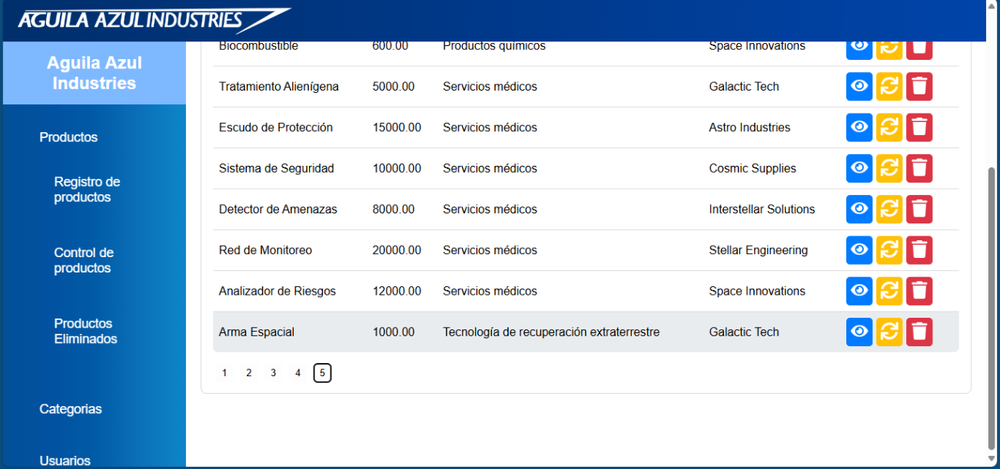 AGUILA AZUL INDUSTRIES
Aguila Azul
Industries
Productos
Registro de
productos
Control de
productos
Productos
Eliminados
Categorias
Usuarios
Biocombustible 600.00 Productos químicos Space Innovations
Tratamiento Alienígena 5000.00 Servicios médicos Galactic Tech
Escudo de Protección 15000.00 Servicios médicos Astro Industries
Sistema de Seguridad 10000.00 Servicios médicos Cosmic Supplies
Detector de Amenazas 8000.00 Servicios médicos Interstellar Solutions
Red de Monitoreo 20000.00 Servicios médicos Stellar Engineering
Analizador de Riesgos 12000.00 Servicios médicos Space Innovations
Arma Espacial 1000.00 Tecnología de recuperación extraterrestre Galactic Tech
1 2 3 4 5